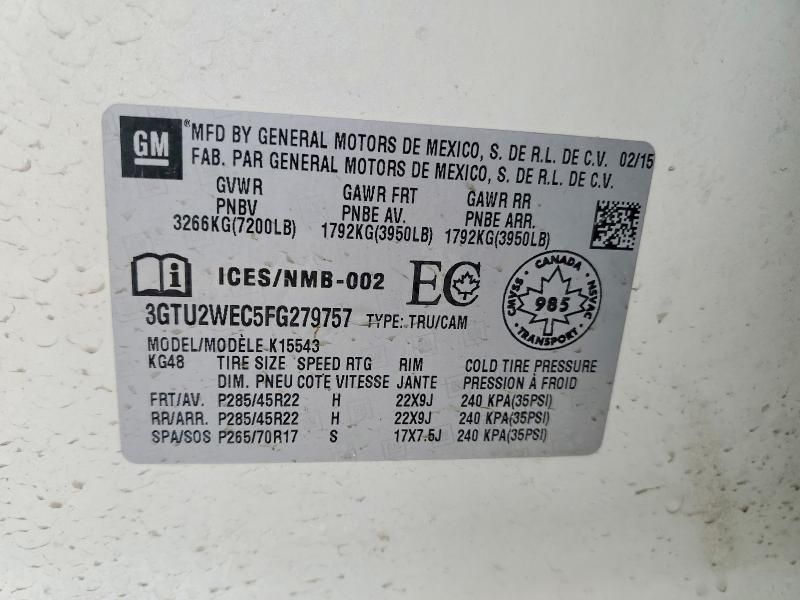 GM ® MFD BY GENERAL MOTORS DE MEXICO, S. DE R.L. DE C.V. 02/15
FAB. PAR GENERAL MOTORS DE MEXICO, S. DE R.L. DE C.V.
GVWR GAWR FRT GAWR RR
PNBV PNBE AV. PNBE ARR.
3266KG(7200LB) 1792KG(3950LB) 1792KG(3950LB)
i ICES/NMB-002 EC
CANADA
CMVSS 985 NSVAC
TRANSPORT
3GTU2WEC5FG279757 TYPE: TRU/CAM
MODEL/MODÈLE K15543
KG48 TIRE SIZE SPEED RTG RIM COLD TIRE PRESSURE
DIM. PNEU COTE VITESSE JANTE PRESSION À FROID
FRT/AV. P285/45R22 H 22X9J 240 KPA(35PSI)
RR/ARR. P285/45R22 H 22X9J 240 KPA(35PSI)
SPA/SOS P265/70R17 S 17X7.5J 240 KPA(35PSI)